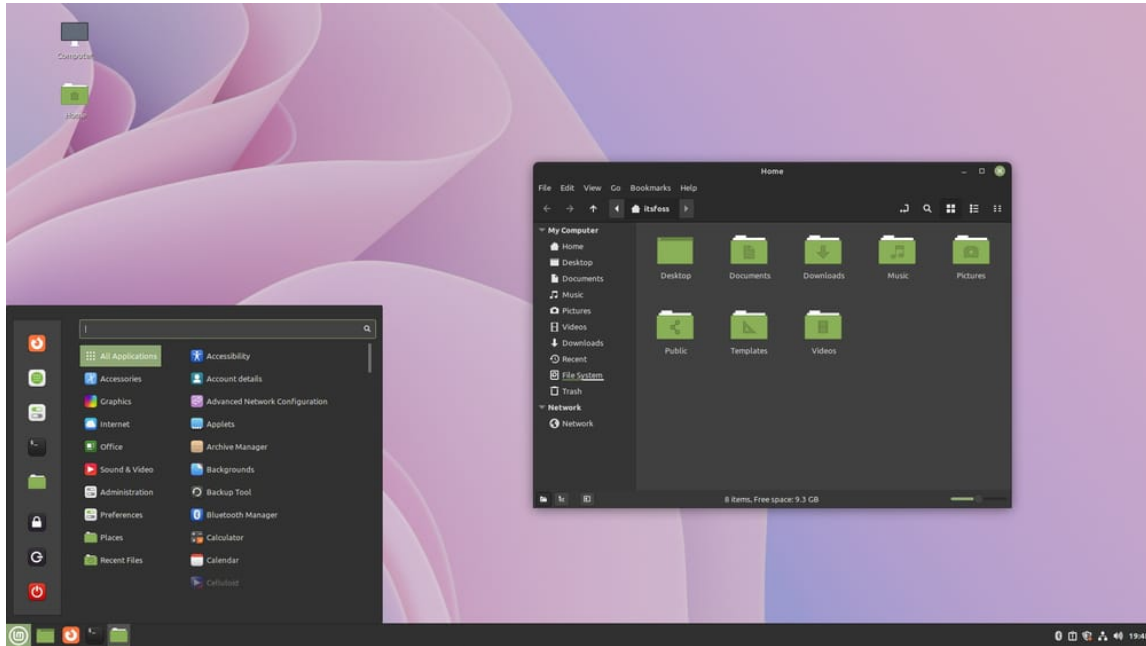 Computer
Home
Home
File Edit View Go Bookmarks Help
itsfoss
My Computer
Home
Desktop
Documents
Music
Pictures
Videos
Downloads
Recent
File System
Trash
Network
Network
Desktop Documents Downloads Music Pictures
Public Templates Videos
8 items, Free space: 9.3 GB
All Applications
Accessories
Graphics
Internet
Office
Sound & Video
Administration
Preferences
Places
Recent Files
Accessibility
Account details
Advanced Network Configuration
Applets
Archive Manager
Backgrounds
Backup Tool
Bluetooth Manager
Calculator
Calendar
Celluloid